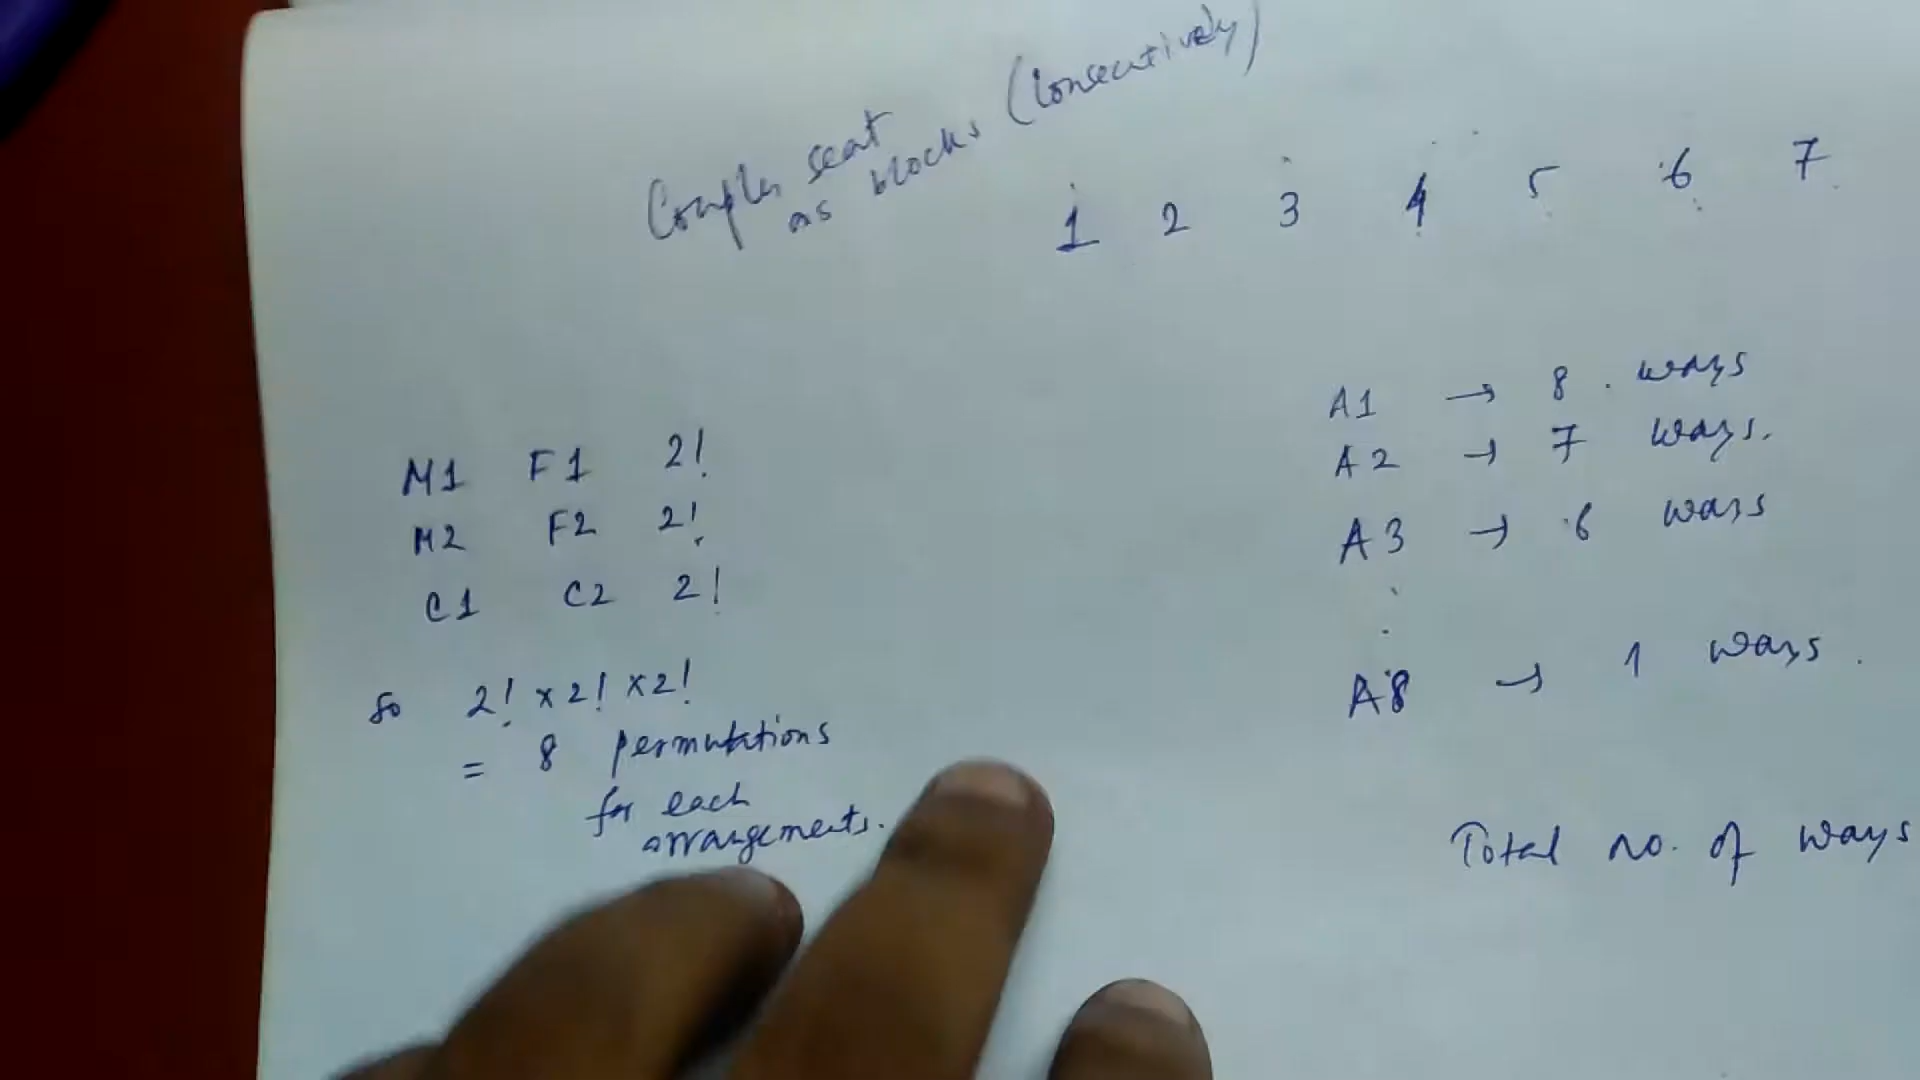 Couples seat
as blocks (Consecutively)
1 2 3 4 5 6 7
M1 F1 2!
M2 F2 2!
C1 C2 2!
So 2! x 2! x 2!
= 8 permutations
for each
arrangements.
A1 → 8 . ways
A2 → 7 ways.
A3 → 6 ways
.
.
A8 → 1 ways.
Total no. of ways